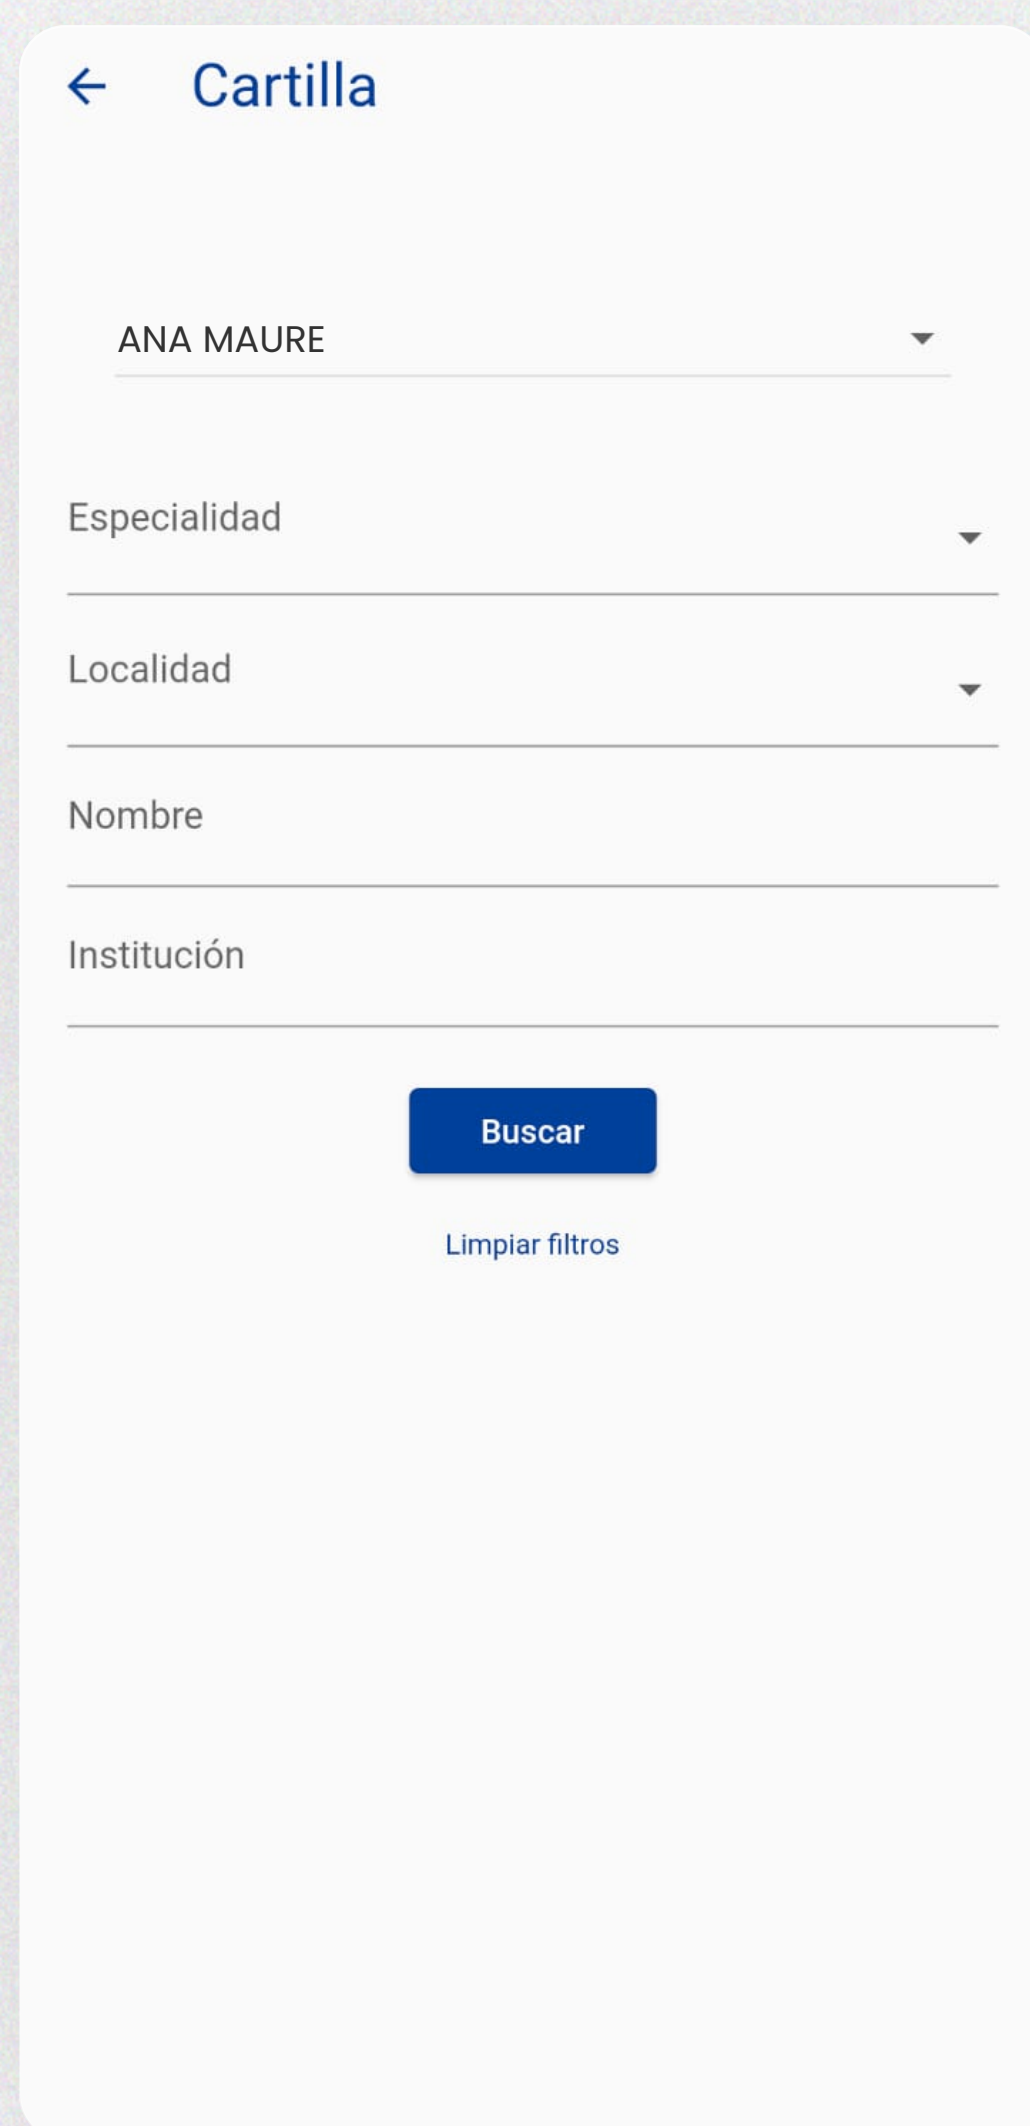 Cartilla
ANA MAURE
Especialidad
Localidad
Nombre
Institución
Buscar
Limpiar filtros